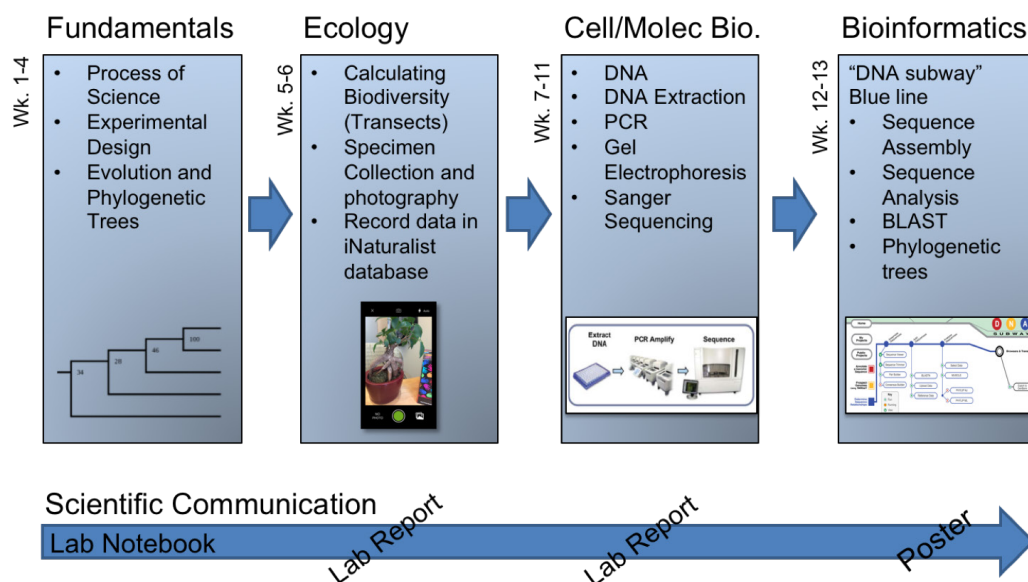 Fundamentals
Wk. 1-4
• Process of
Science
• Experimental
Design
• Evolution and
Phylogenetic
Trees
100
46
28
34
Ecology
Wk. 5-6
• Calculating
Biodiversity
(Transects)
• Specimen
Collection and
photography
• Record data in
iNaturalist
database
Cell/Molec Bio.
Wk. 7-11
• DNA
• DNA Extraction
• PCR
• Gel
Electrophoresis
• Sanger
Sequencing
Extract
DNA
PCR Amplify
Sequence
Bioinformatics
Wk. 12-13
“DNA subway”
Blue line
• Sequence
Assembly
• Sequence
Analysis
• BLAST
• Phylogenetic
trees
D N A
SUBWAY
Scientific Communication
Lab Notebook
Lab Report
Lab Report
Poster